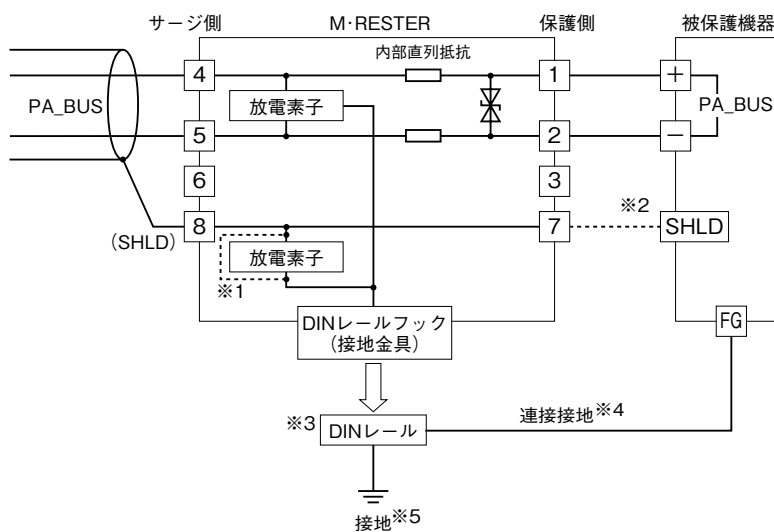 サージ側
M･RESTER
保護側
被保護機器
内部直列抵抗
4
1
+
PA_BUS
放電素子
PA_BUS
5
2
−
6
3
※2
(SHLD)
8
7
SHLD
放電素子
※1
FG
DINレールフック
(接地金具)
連接接地※4
※3
DINレール
接地※5